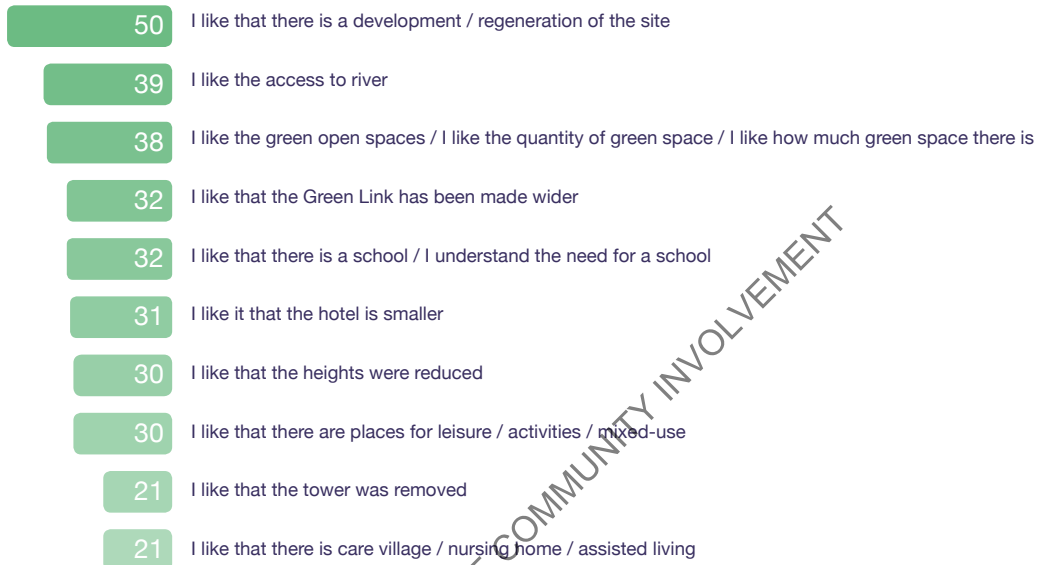 50 I like that there is a development / regeneration of the site
39 I like the access to river
38 I like the green open spaces / I like the quantity of green space / I like how much green space there is
32 I like that the Green Link has been made wider
32 I like that there is a school / I understand the need for a school
31 I like it that the hotel is smaller
30 I like that the heights were reduced
30 I like that there are places for leisure / activities / mixed-use
21 I like that the tower was removed
21 I like that there is care village / nursing home / assisted living
COMMUNITY INVOLVEMENT